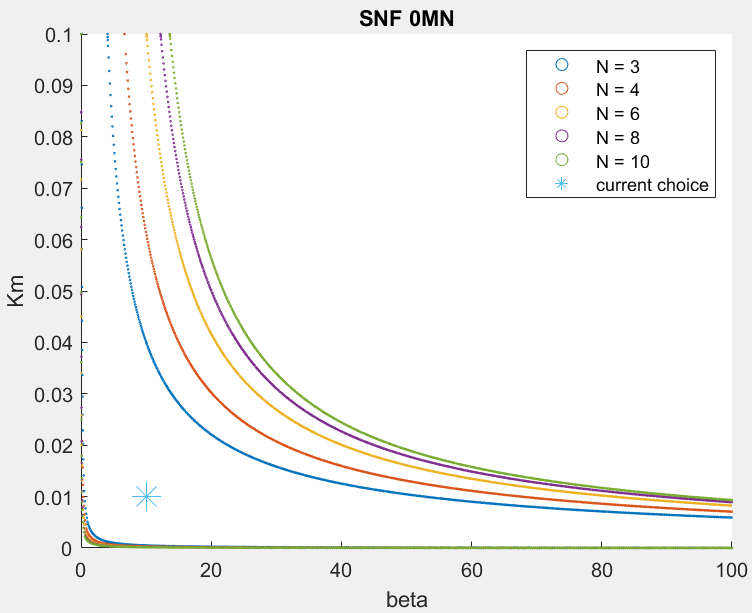 SNF 0MN
0.1
0.09
0.08
0.07
0.06
0.05
0.04
0.03
0.02
0.01
0
Km
N = 3
N = 4
N = 6
N = 8
N = 10
current choice
0 20 40 60 80 100
beta